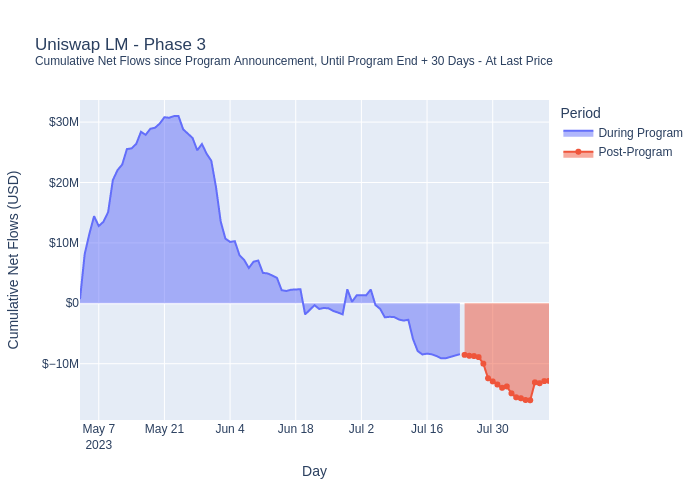 Uniswap LM - Phase 3
Cumulative Net Flows since Program Announcement, Until Program End + 30 Days - At Last Price
Period
During Program
Post-Program
Cumulative Net Flows (USD)
$30M
$20M
$10M
$0
$−10M
May 7
2023
May 21
Jun 4
Jun 18
Jul 2
Jul 16
Jul 30
Day